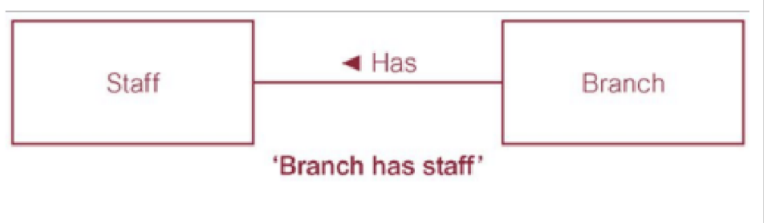 ◄ Has
Staff
Branch
‘Branch has staff’